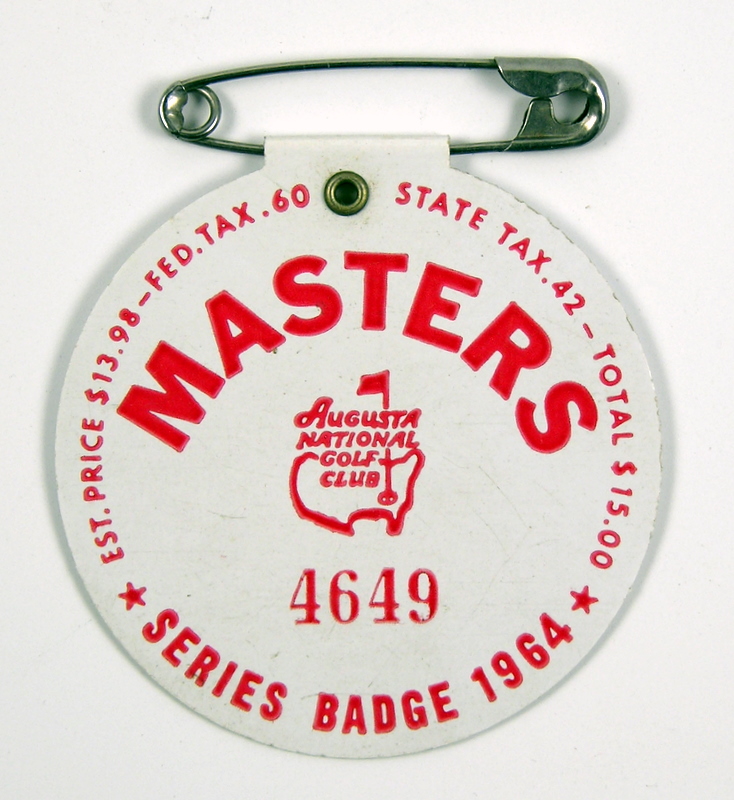 EST. PRICE $13.98–FED.TAX.60 STATE TAX.42–TOTAL $15.00
MASTERS
AUGUSTA
NATIONAL
GOLF
CLUB
4649
★ SERIES BADGE 1964 ★